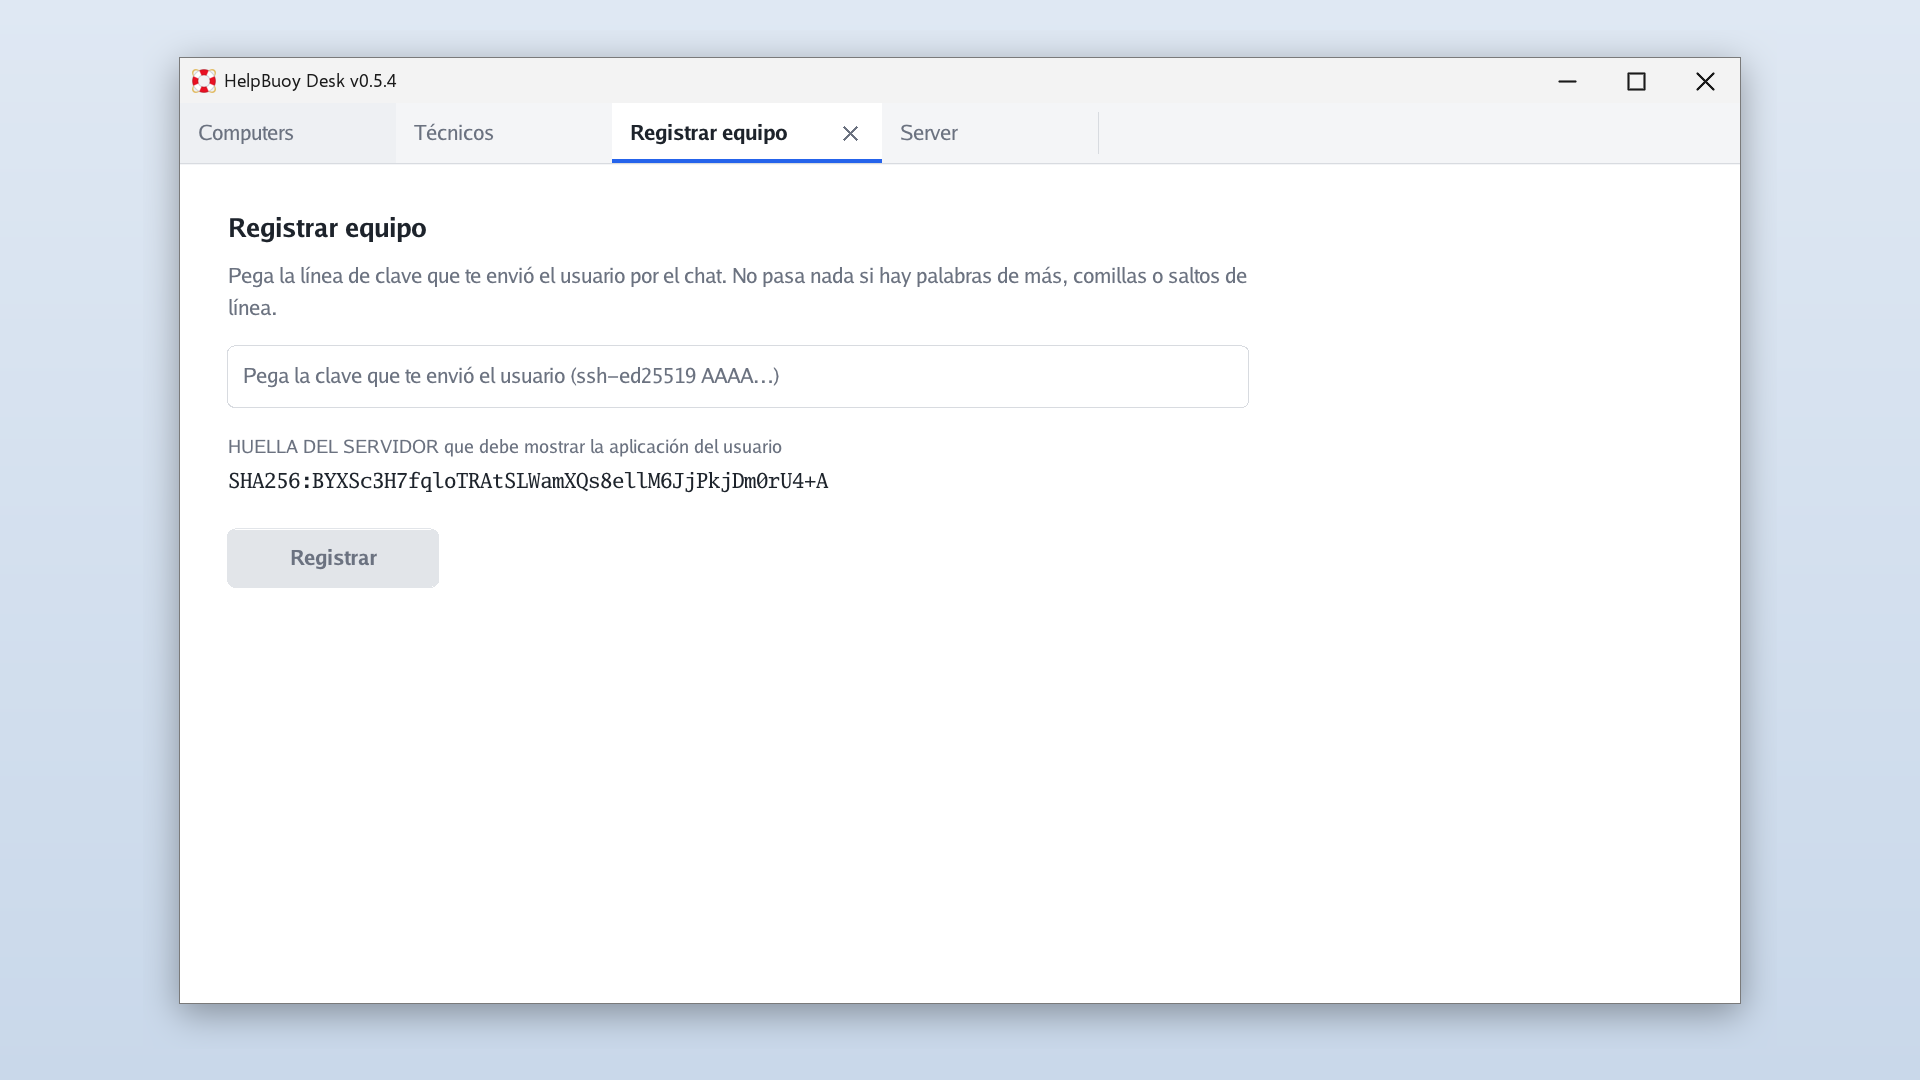 HelpBuoy Desk v0.5.4
Computers
Técnicos
Registrar equipo
Server
Registrar equipo
Pega la línea de clave que te envió el usuario por el chat. No pasa nada si hay palabras de más, comillas o saltos de
línea.
Pega la clave que te envió el usuario (ssh-ed25519 AAAA...)
HUELLA DEL SERVIDOR que debe mostrar la aplicación del usuario
SHA256:BYXSc3H7fqloTRAtSLWamXQs8ellM6JjPkjDm0rU4+A
Registrar